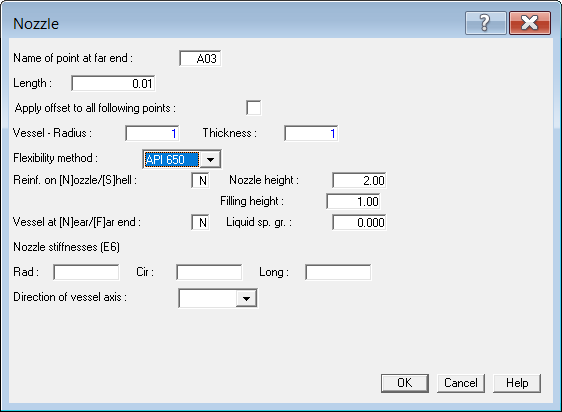 Nozzle
Name of point at far end : A03
Length : 0.01
Apply offset to all following points :
Vessel - Radius : 1 Thickness : 1
Flexibility method : API 650
Reinf. on [N]ozzle/[S]hell : N Nozzle height : 2.00
Filling height : 1.00
Vessel at [N]ear/[F]ar end : N Liquid sp. gr. : 0.000
Nozzle stiffnesses (E6)
Rad : Cir : Long :
Direction of vessel axis :
OK Cancel Help